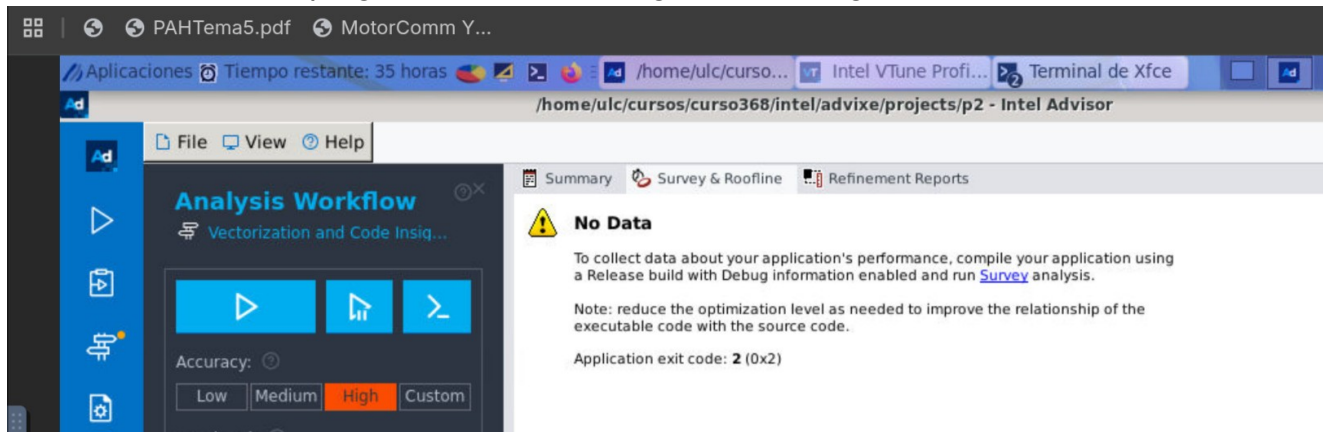 PAHTema5.pdf MotorComm Y...
Aplicaciones Tiempo restante: 35 horas /home/ulc/curso... Intel VTune Profi... Terminal de Xfce
/home/ulc/cursos/curso368/intel/advixe/projects/p2 - Intel Advisor
File View Help
Summary Survey & Roofline Refinement Reports
Analysis Workflow
Vectorization and Code Insig...
No Data
To collect data about your application's performance, compile your application using
a Release build with Debug information enabled and run Survey analysis.
Note: reduce the optimization level as needed to improve the relationship of the
executable code with the source code.
Application exit code: 2 (0x2)
Accuracy:
Low Medium High Custom